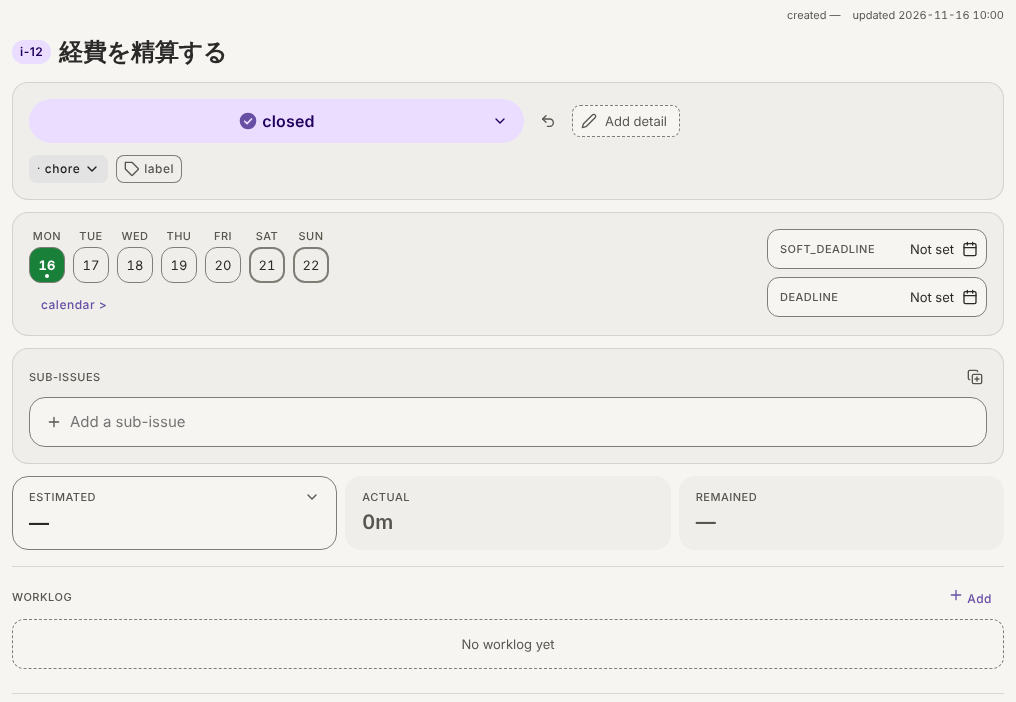 created — updated 2026-11-16 10:00
i-12 経費を精算する
closed
Add detail
· chore
label
MON TUE WED THU FRI SAT SUN
16 17 18 19 20 21 22
calendar >
SOFT_DEADLINE Not set
DEADLINE Not set
SUB-ISSUES
+ Add a sub-issue
ESTIMATED
—
ACTUAL
0m
REMAINED
—
WORKLOG
+ Add
No worklog yet